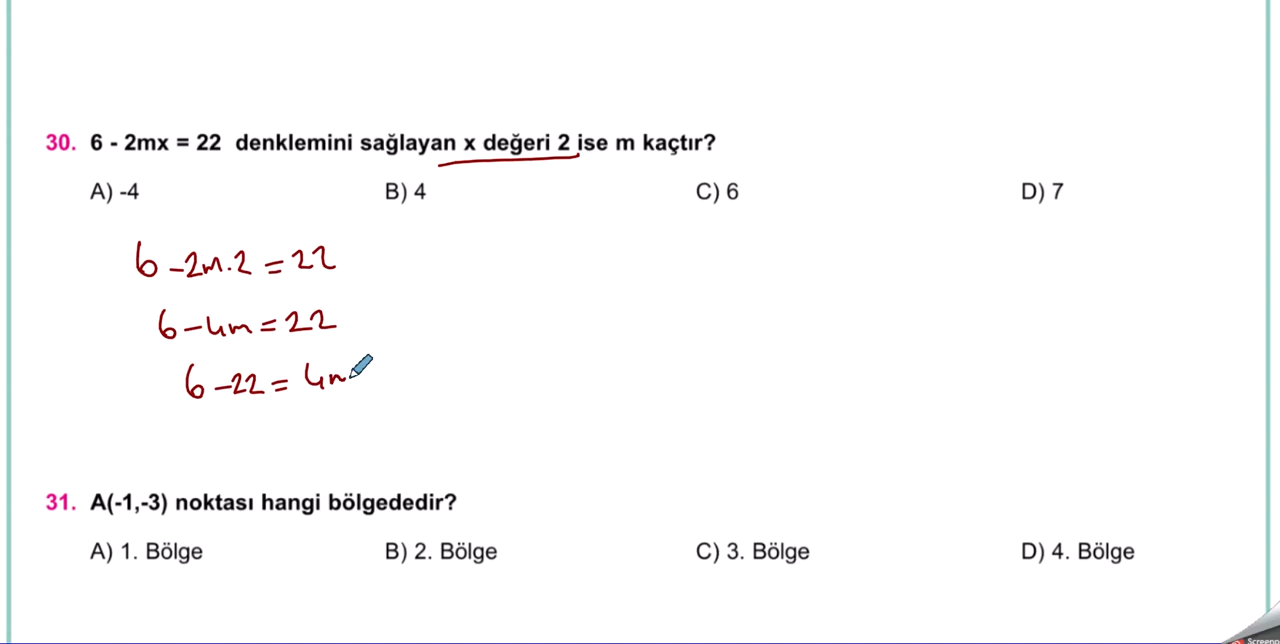 30. 6 - 2mx = 22 denklemini sağlayan x değeri 2 ise m kaçtır?
A) -4 B) 4 C) 6 D) 7
6 - 2m.2 = 22
6 - 4m = 22
6 - 22 = 4m
31. A(-1,-3) noktası hangi bölgededir?
A) 1. Bölge B) 2. Bölge C) 3. Bölge D) 4. Bölge